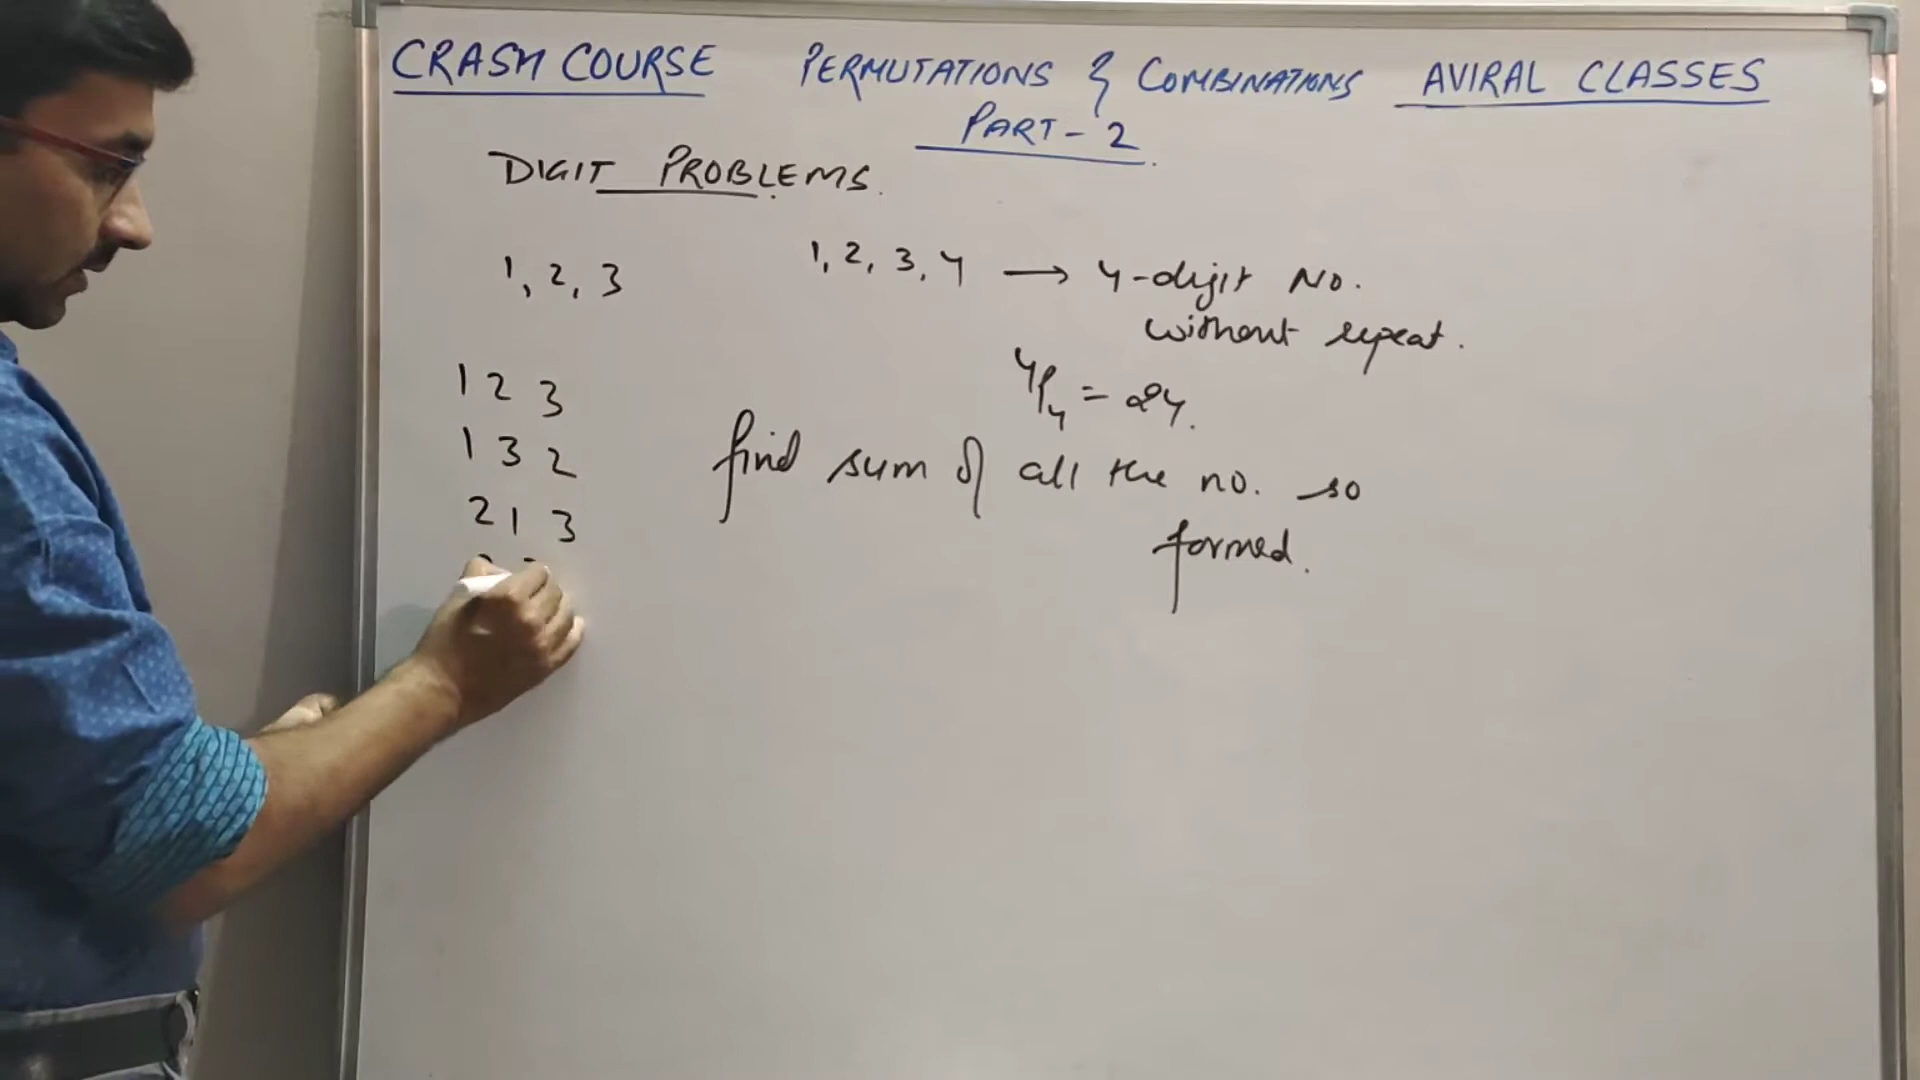 CRASH COURSE PERMUTATIONS & COMBINATIONS AVIRAL CLASSES
PART-2
DIGIT PROBLEMS.
1, 2, 3
1, 2, 3, 4 → 4-digit No.
without repeat.
⁴P₄ = 24.
1 2 3
1 3 2
2 1 3
find sum of all the no. so
formed.